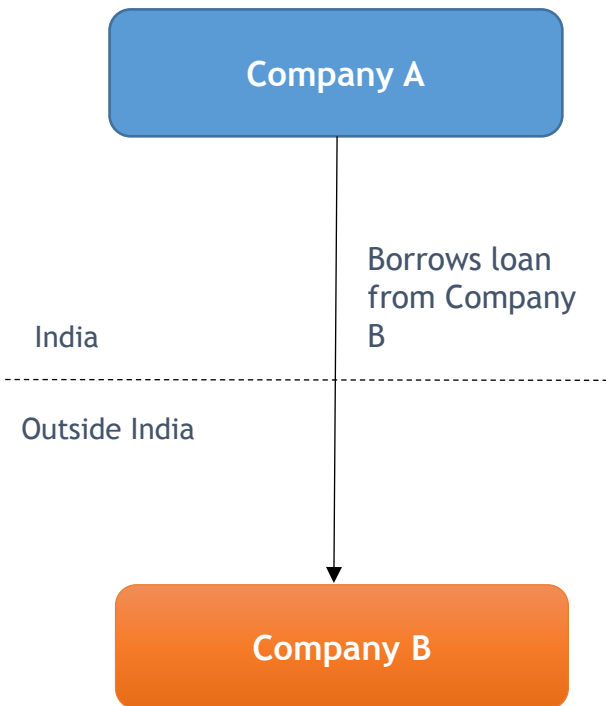 Company A
Borrows loan
from Company
B
India
Outside India
Company B